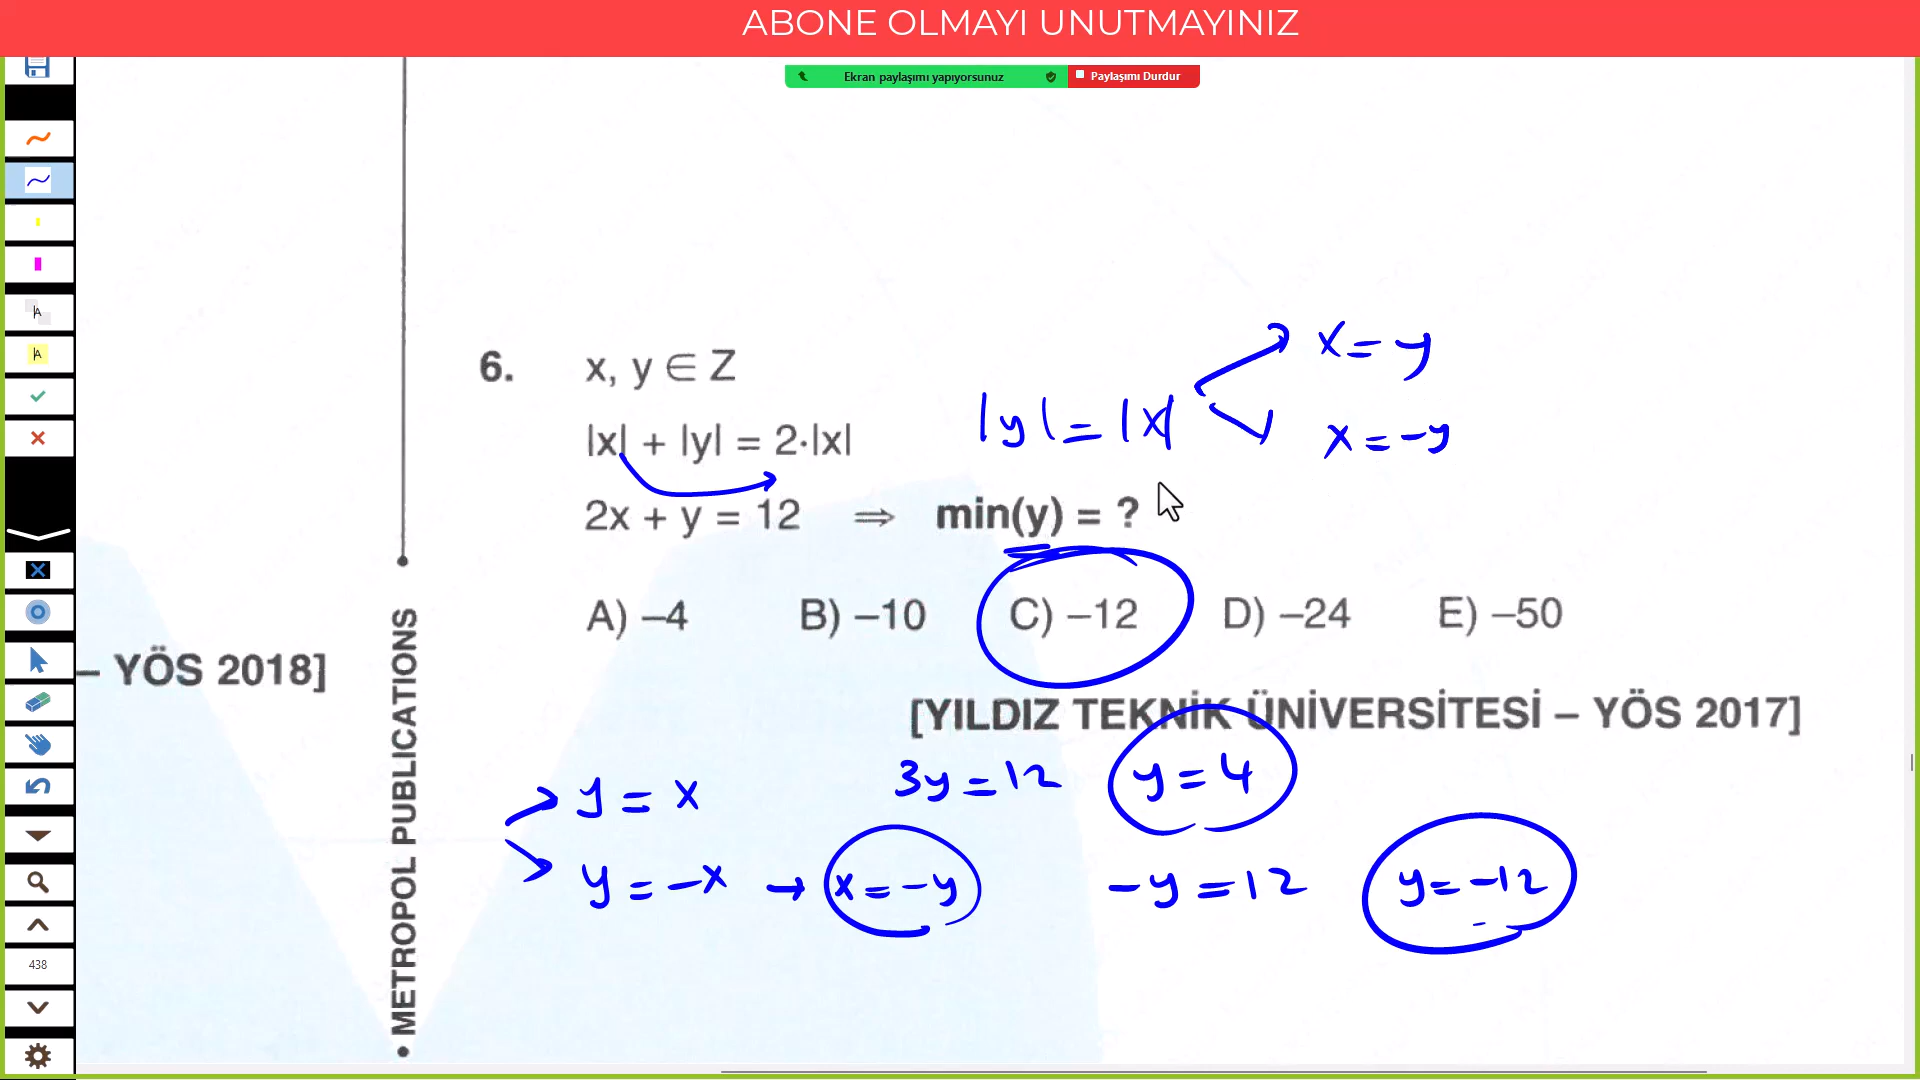 ABONE OLMAYI UNUTMAYINIZ
Ekran paylaşımı yapıyorsunuz
Paylaşımı Durdur
6. x, y ∈ Z
|x| + |y| = 2·|x|
2x + y = 12 ⇒ min(y) = ?
|y| = |x|
x = y
x = -y
A) –4 B) –10 C) –12 D) –24 E) –50
[YILDIZ TEKNİK ÜNİVERSİTESİ – YÖS 2017]
– YÖS 2018]
• METROPOL PUBLICATIONS
y = x 3y = 12 y = 4
y = -x → x = -y -y = 12 y = -12
A
A
438